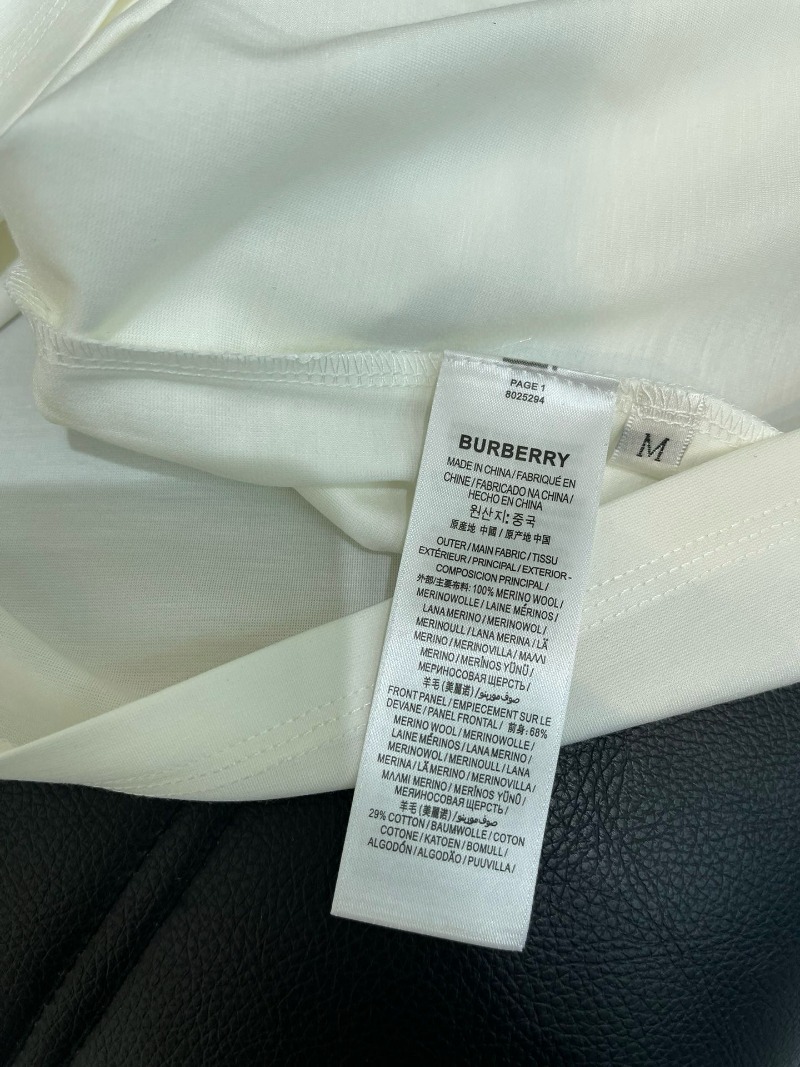 PAGE 1
8025294
BURBERRY
MADE IN CHINA / FABRIQUÉ EN
CHINE / FABRICADO NA CHINA /
HECHO EN CHINA
원산지: 중국
原產地 中國 / 原产地 中国
OUTER / MAIN FABRIC / TISSU
EXTÉRIEUR / PRINCIPAL / EXTERIOR -
COMPOSICION PRINCIPAL /
外部/主要布料: 100% MERINO WOOL /
MERINOWOLLE / LAINE MÉRINOS /
LANA MERINO / MERINOWOL /
MERINOULL / LANA MERINA / LÃ
MERINO / MERINOVILLA / ΜΑΛΛΙ
MERINO / MERİNOS YÜNÜ /
МЕРИНОСОВАЯ ШЕРСТЬ /
羊毛 (美麗诺) / صوف مورينو /
FRONT PANEL / EMPIECEMENT SUR LE
DEVANE / PANEL FRONTAL / 前身: 68%
MERINO WOOL / MERINOWOLLE /
LAINE MÉRINOS / LANA MERINO /
MERINOWOL / MERINOULL / LANA
MERINA / LÃ MERINO / MERINOVILLA /
ΜΛΛΜΙ MERINO / MERİNOS YÜNÜ /
МЕРИНОСОВАЯ ШЕРСТЬ /
羊毛 (美麗诺) / صوف مورينو /
29% COTTON / BAUMWOLLE / COTON
COTONE / KATOEN / BOMULL /
ALGODÓN / ALGODÃO / PUUVILLA /
M